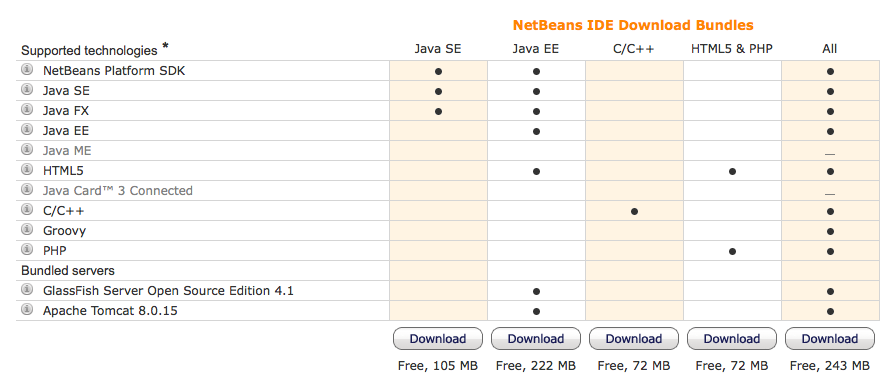 NetBeans IDE Download Bundles
Supported technologies * Java SE Java EE C/C++ HTML5 & PHP All
NetBeans Platform SDK • • •
Java SE • • •
Java FX • • •
Java EE • •
Java ME —
HTML5 • • •
Java Card™ 3 Connected —
C/C++ • •
Groovy •
PHP • •
Bundled servers
GlassFish Server Open Source Edition 4.1 • •
Apache Tomcat 8.0.15 • •
Download Download Download Download Download
Free, 105 MB Free, 222 MB Free, 72 MB Free, 72 MB Free, 243 MB